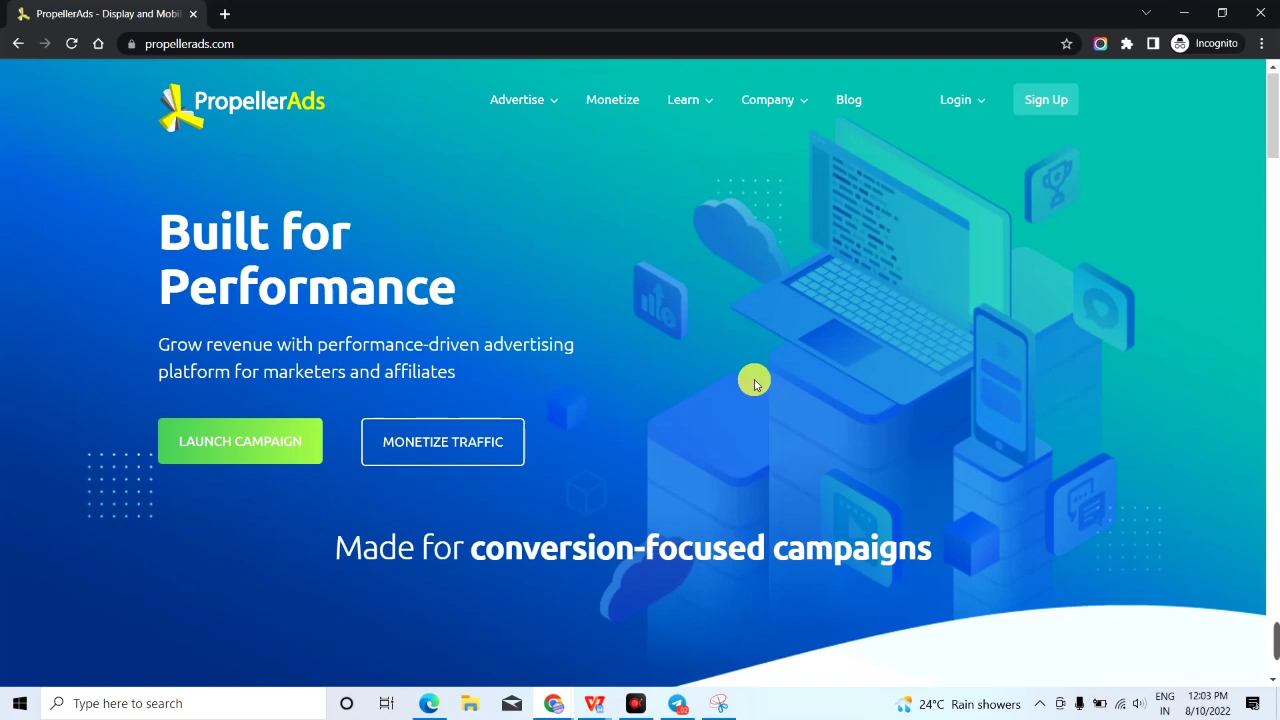 PropellerAds - Display and Mobil
propellerads.com
Incognito
PropellerAds
Advertise
Monetize
Learn
Company
Blog
Login
Sign Up
Built for
Performance
Grow revenue with performance-driven advertising
platform for marketers and affiliates
LAUNCH CAMPAIGN
MONETIZE TRAFFIC
Made for conversion-focused campaigns
Type here to search
24°C Rain showers
ENG
IN
12:03 PM
8/10/2022